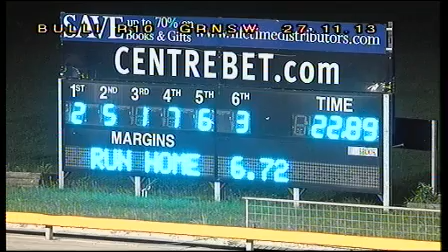 BULLI R10 GRNSW 27.11.13
SAVE up to 70% on
Books & Gifts
CENTREBET.com
1ST 2ND 3RD 4TH 5TH 6TH TIME
2 5 1 7 6 3 22.89
MARGINS
RUN HOME 6.72